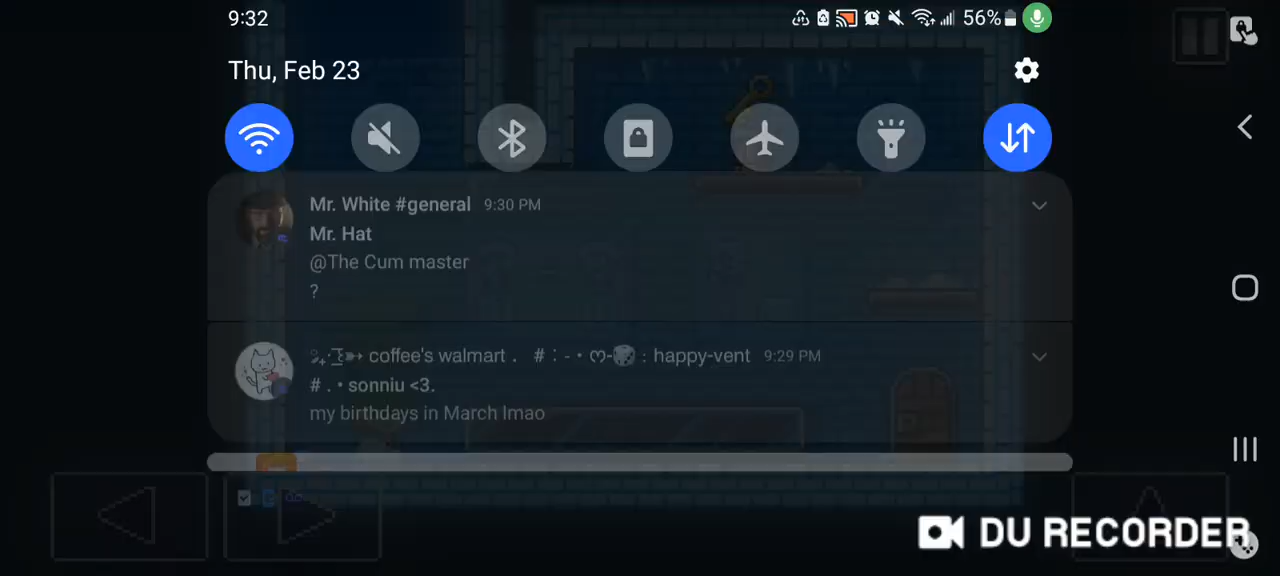 9:32
56%
Thu, Feb 23
Mr. White #general 9:30 PM
Mr. Hat
@The Cum master
?
coffee's walmart . # : - • ლ-🎲 : happy-vent 9:29 PM
# . • sonniu <3.
my birthdays in March lmao
DU RECORDER